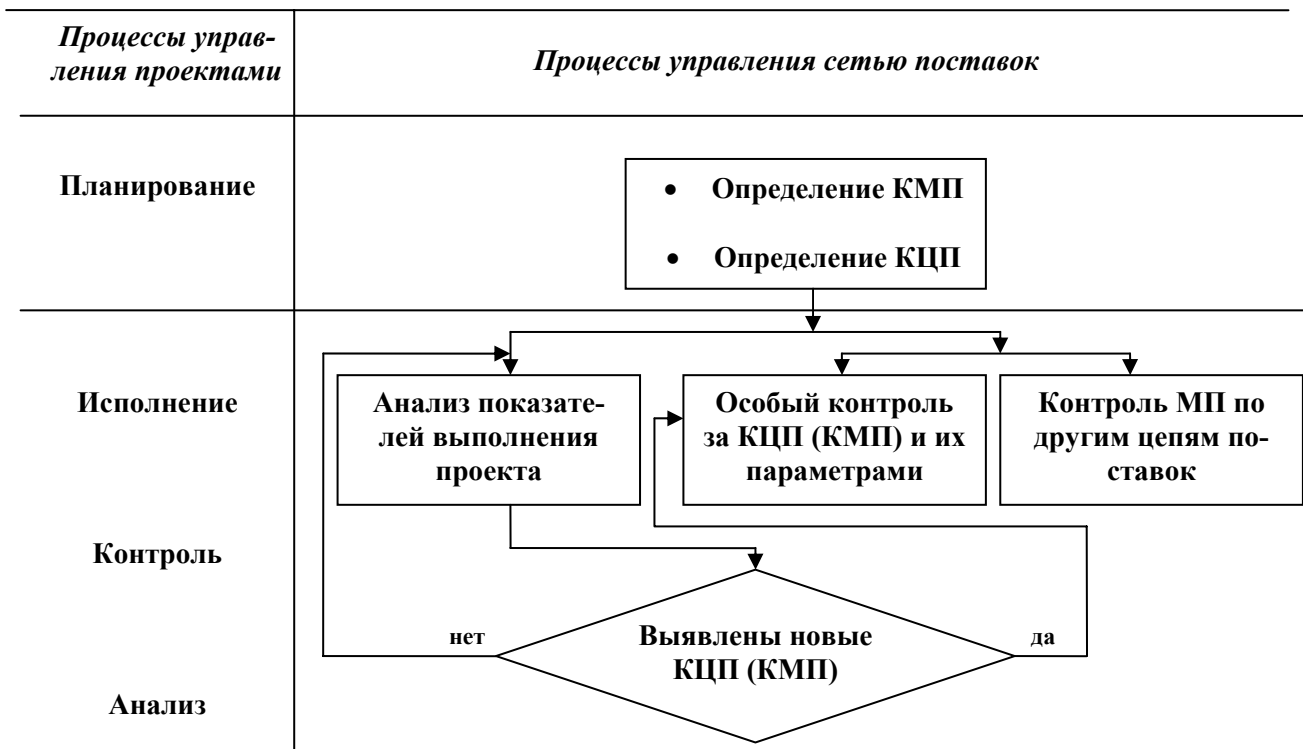 Процессы управ-
ления проектами
Процессы управления сетью поставок
Планирование
• Определение КМП
• Определение КЦП
Исполнение
Анализ показате-
лей выполнения
проекта
Особый контроль
за КЦП (КМП) и их
параметрами
Контроль МП по
другим цепям по-
ставок
Контроль
нет
Выявлены новые
КЦП (КМП)
да
Анализ